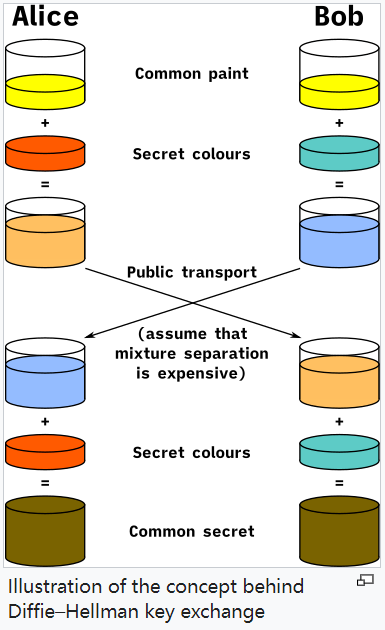 Alice Bob
Common paint
+ +
Secret colours
= =
Public transport
(assume that
mixture separation
is expensive)
+ +
Secret colours
= =
Common secret
Illustration of the concept behind
Diffie–Hellman key exchange